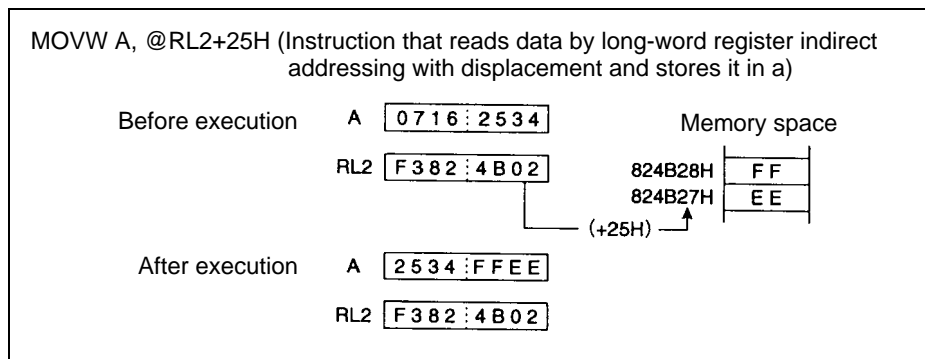 MOVW A, @RL2+25H (Instruction that reads data by long-word register indirect
addressing with displacement and stores it in a)
Before execution A 0716 2534 Memory space
RL2 F382 4B02 824B28H FF
824B27H EE
(+25H)
After execution A 2534 FFEE
RL2 F382 4B02